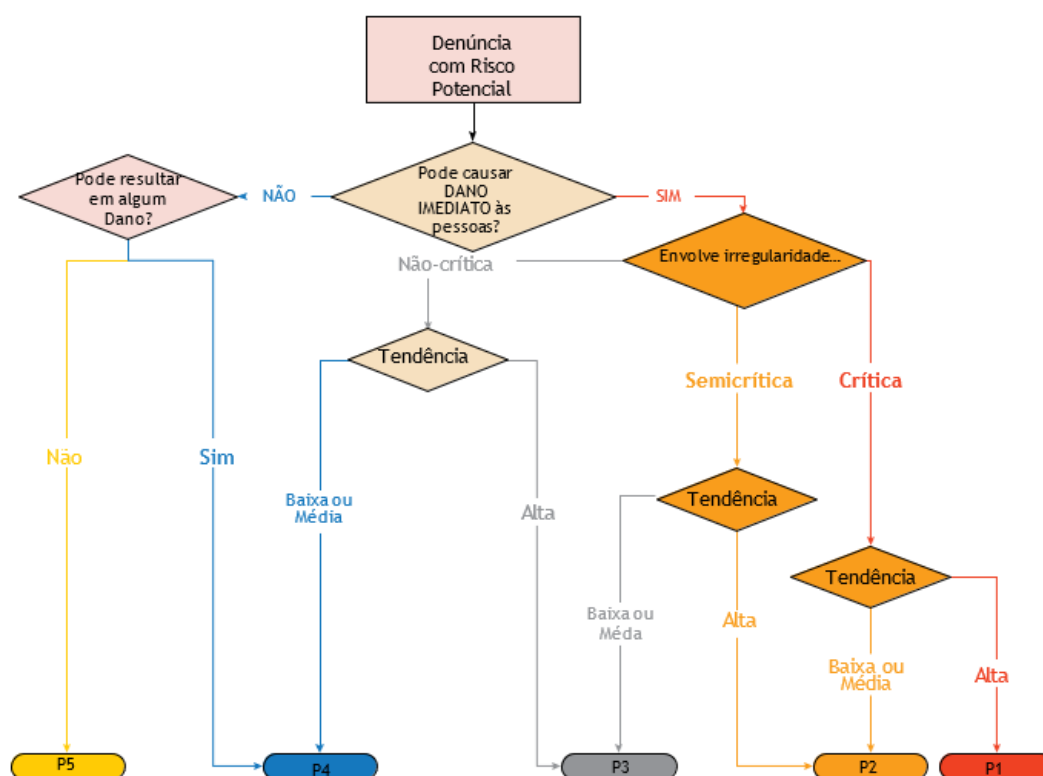 Denúncia
com Risco
Potencial
Pode resultar
em algum
Dano?
NÃO
Pode causar
DANO
IMEDIATO às
pessoas?
SIM
Envolve irregularidade...
Não-crítica
Tendência
Semicrítica
Crítica
Não
Sim
Baixa ou
Média
Alta
Tendência
Tendência
Baixa ou
Méda
Alta
Baixa ou
Média
Alta
P5
P4
P3
P2
P1